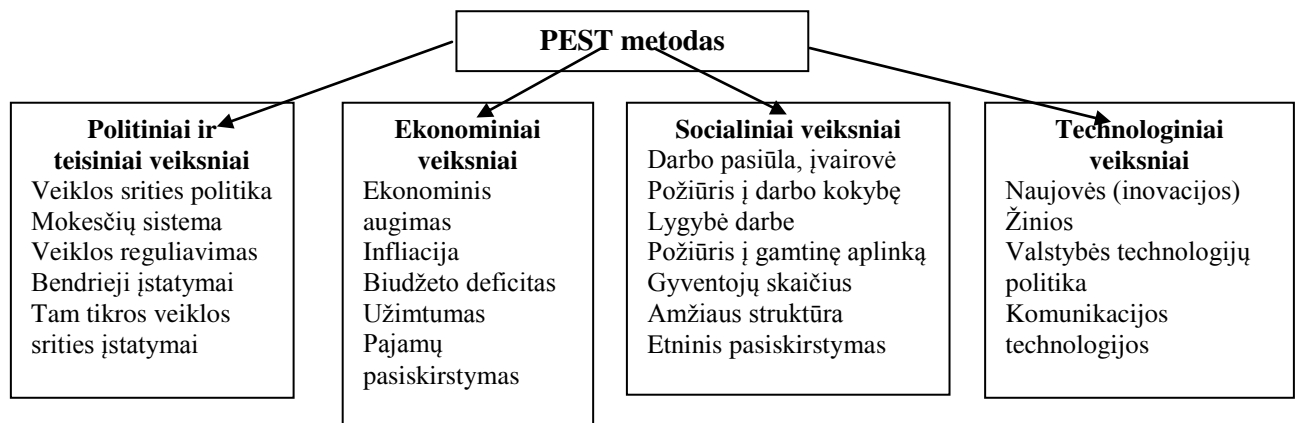 PEST metodas
Politiniai ir
teisiniai veiksniai
Veiklos srities politika
Mokesčių sistema
Veiklos reguliavimas
Bendrieji įstatymai
Tam tikros veiklos
srities įstatymai
Ekonominiai
veiksniai
Ekonominis
augimas
Infliacija
Biudžeto deficitas
Užimtumas
Pajamų
pasiskirstymas
Socialiniai veiksniai
Darbo pasiūla, įvairovė
Požiūris į darbo kokybę
Lygybė darbe
Požiūris į gamtinę aplinką
Gyventojų skaičius
Amžiaus struktūra
Etninis pasiskirstymas
Technologiniai
veiksniai
Naujovės (inovacijos)
Žinios
Valstybės technologijų
politika
Komunikacijos
technologijos